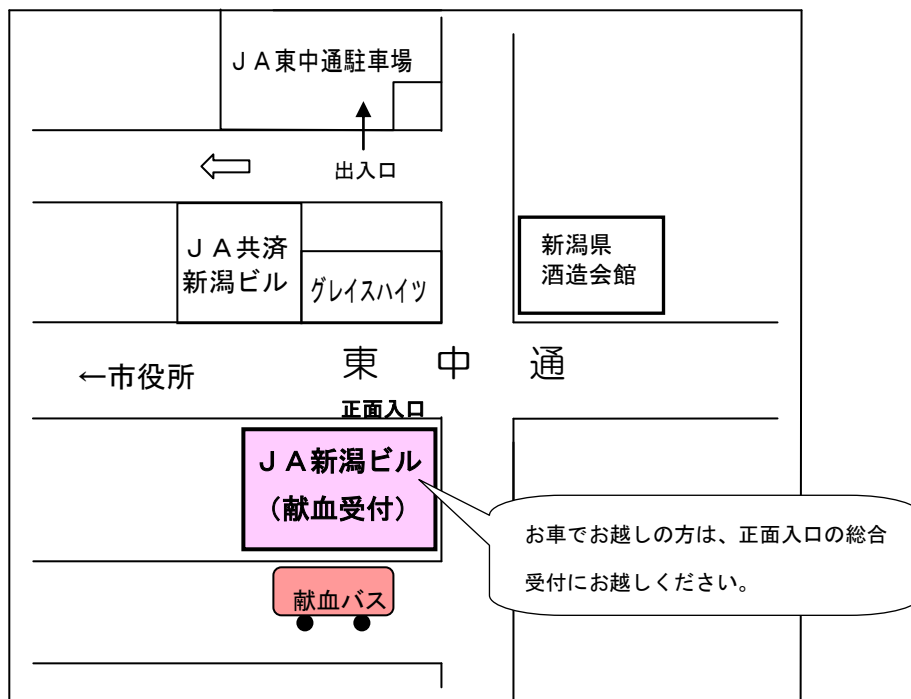 ＪＡ東中通駐車場
出入口
ＪＡ共済
新潟ビル
グレイスハイツ
新潟県
酒造会館
東中通
←市役所
正面入口
ＪＡ新潟ビル
（献血受付）
お車でお越しの方は、正面入口の総合
受付にお越しください。
献血バス